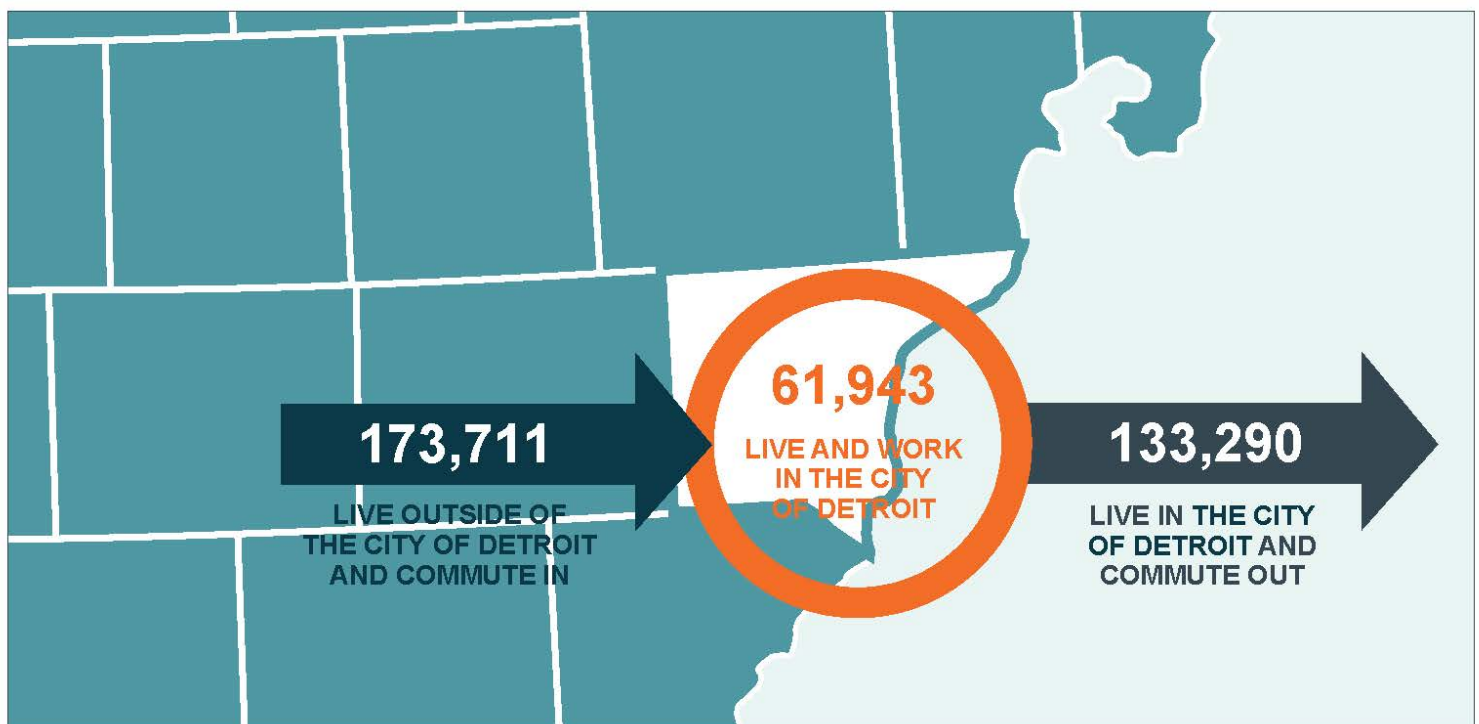 173,711
LIVE OUTSIDE OF
THE CITY OF DETROIT
AND COMMUTE IN
61,943
LIVE AND WORK
IN THE CITY
OF DETROIT
133,290
LIVE IN THE CITY
OF DETROIT AND
COMMUTE OUT